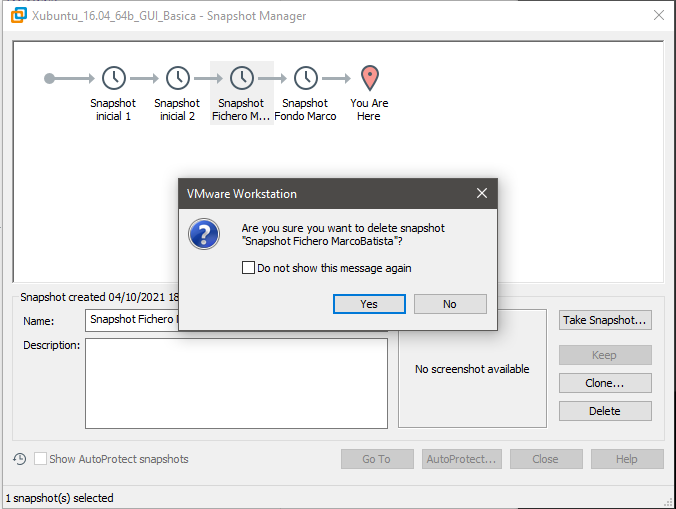 Xubuntu_16.04_64b_GUI_Basica - Snapshot Manager
Snapshot inicial 1
Snapshot inicial 2
Snapshot Fichero M...
Snapshot Fondo Marco
You Are Here
VMware Workstation
Are you sure you want to delete snapshot
"Snapshot Fichero MarcoBatista"?
Do not show this message again
Yes
No
Snapshot created 04/10/2021 18
Name:
Snapshot Fichero
Description:
No screenshot available
Take Snapshot...
Keep
Clone...
Delete
Show AutoProtect snapshots
Go To
AutoProtect...
Close
Help
1 snapshot(s) selected